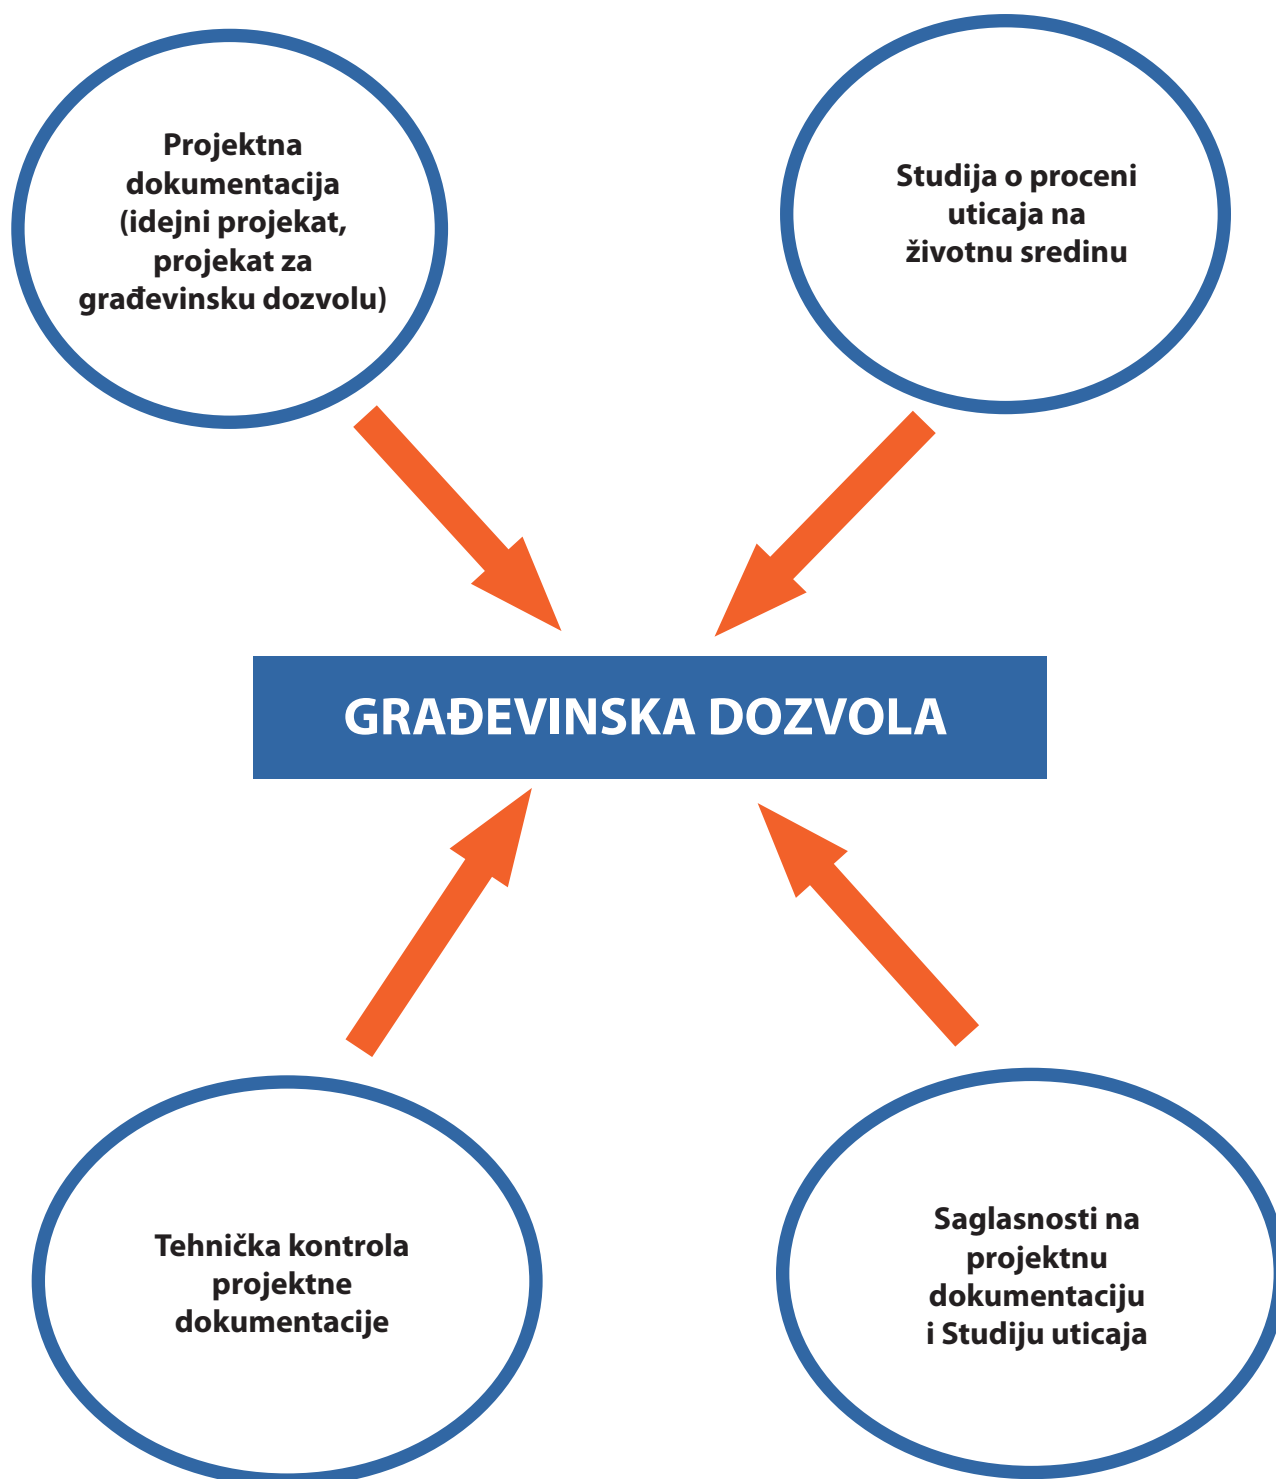 Projektna
dokumentacija
(idejni projekat,
projekat za
građevinsku dozvolu)
Studija o proceni
uticaja na
životnu sredinu
GRAĐEVINSKA DOZVOLA
Tehnička kontrola
projektne
dokumentacije
Saglasnosti na
projektnu
dokumentaciju
i Studiju uticaja